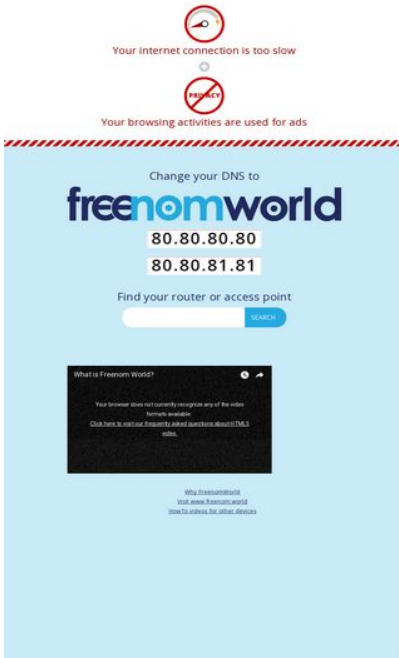 Your internet connection is too slow
PRIVACY
Your browsing activities are used for ads
Change your DNS to
freenomworld
80.80.80.80
80.80.81.81
Find your router or access point
SEARCH
What is Freenom World?
Your browser does not currently recognize any of the video
formats available.
Click here to visit our frequently asked questions about HTML5
video.
Why FreenomWorld
Visit www.freenom.world
HowTo videos for other devices